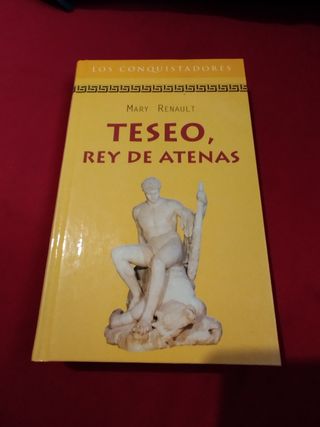 LOS CONQUISTADORES
MARY RENAULT
TESEO,
REY DE ATENAS